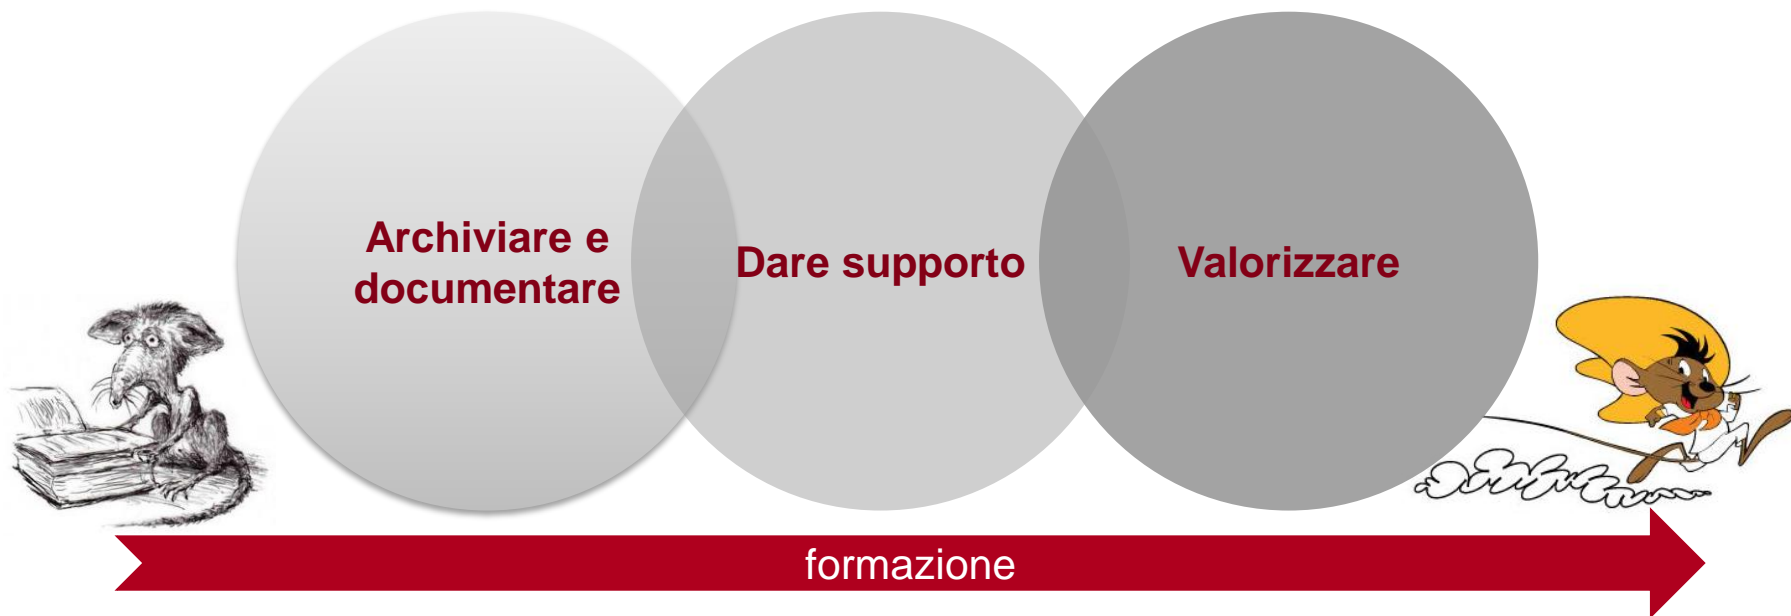 Archiviare e
documentare
Dare supporto
Valorizzare
formazione